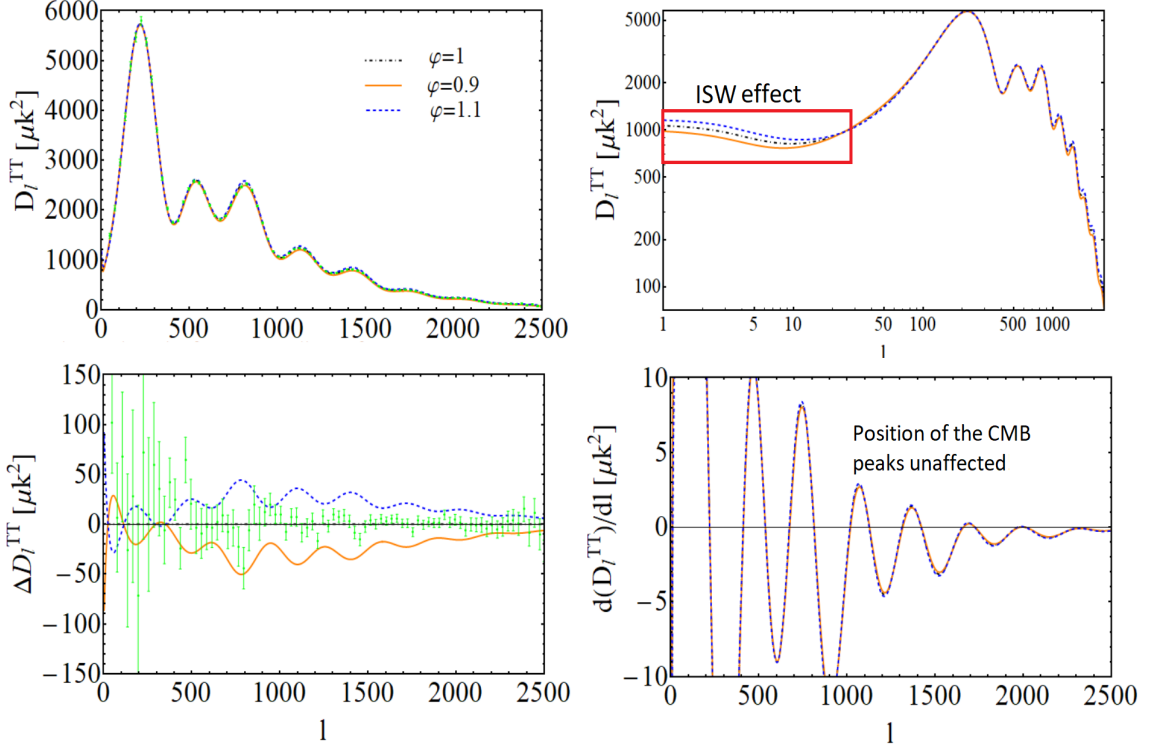 D_l^TT [μk²]
6000
5000
4000
3000
2000
1000
0
φ=1
φ=0.9
φ=1.1
0 500 1000 1500 2000 2500
D_l^TT [μk²]
5000
2000
1000
500
200
100
ISW effect
1 5 10 50 100 500 1000
l
ΔD_l^TT [μk²]
150
100
50
0
−50
−100
−150
0 500 1000 1500 2000 2500
l
d(D_l^TT)/dl [μk²]
10
5
0
−5
−10
Position of the CMB
peaks unaffected
0 500 1000 1500 2000 2500
l